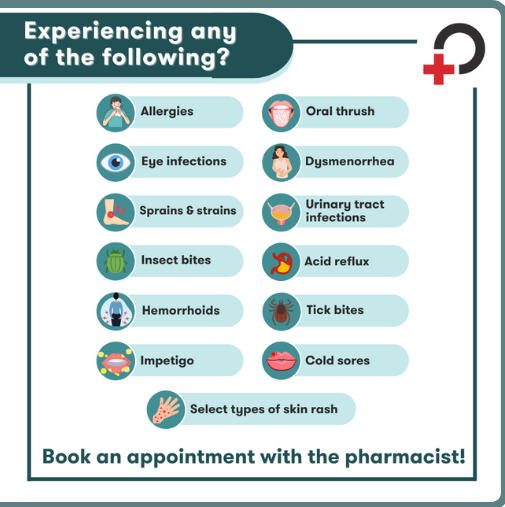 Experiencing any
of the following?
Allergies
Oral thrush
Eye infections
Dysmenorrhea
Sprains & strains
Urinary tract
infections
Insect bites
Acid reflux
Hemorrhoids
Tick bites
Impetigo
Cold sores
Select types of skin rash
Book an appointment with the pharmacist!